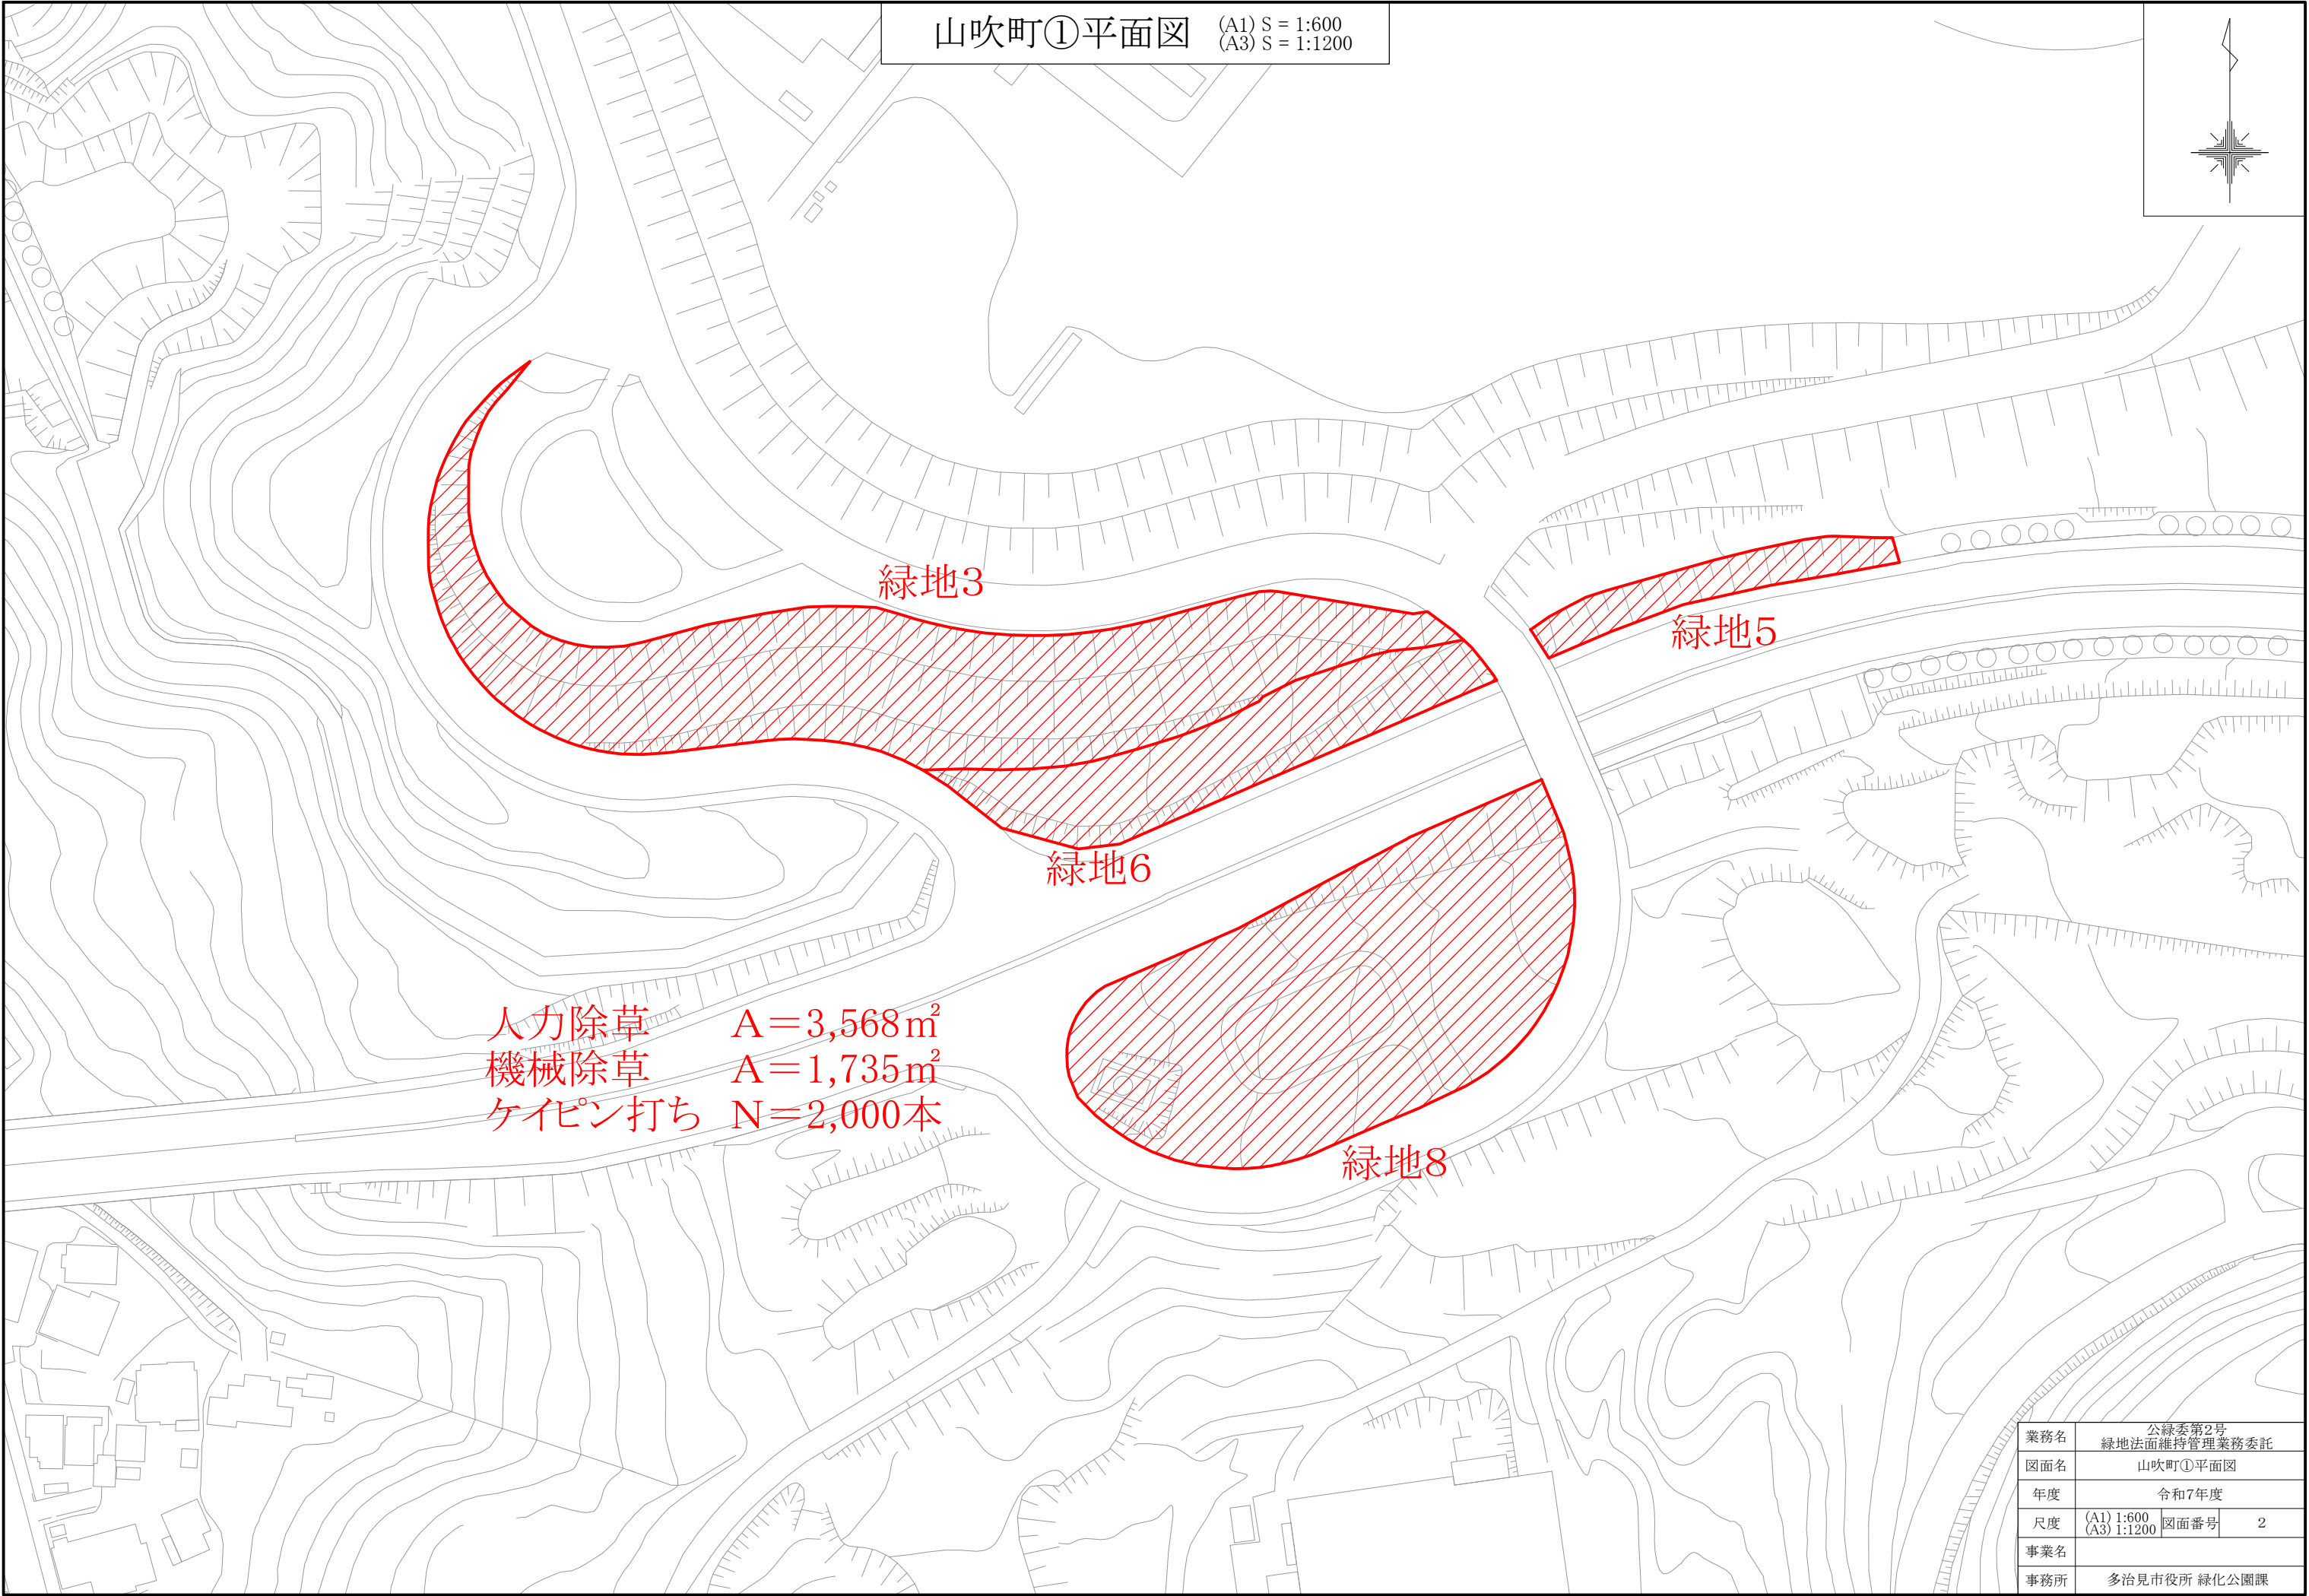 山吹町①平面図
(A1) S = 1:600
(A3) S = 1:1200
緑地3
緑地5
緑地6
人力除草 A=3,568㎡
機械除草 A=1,735㎡
ケイピン打ち N=2,000本
緑地8
業務名 公緑委第2号
緑地法面維持管理業務委託
図面名 山吹町①平面図
年度 令和7年度
尺度 (A1) 1:600
(A3) 1:1200 図面番号 2
事業名
事務所 多治見市役所 緑化公園課